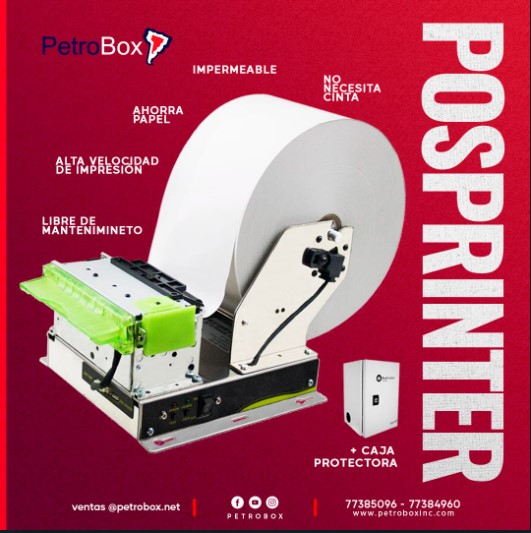 PetroBox
IMPERMEABLE
NO
NECESITA
CINTA
AHORRA
PAPEL
ALTA VELOCIDAD
DE IMPRESIÓN
LIBRE DE
MANTENIMINETO
POSPRINTER
+ CAJA
PROTECTORA
ventas @petrobox.net
PETROBOX
77385096 - 77384960
www.petroboxinc.com